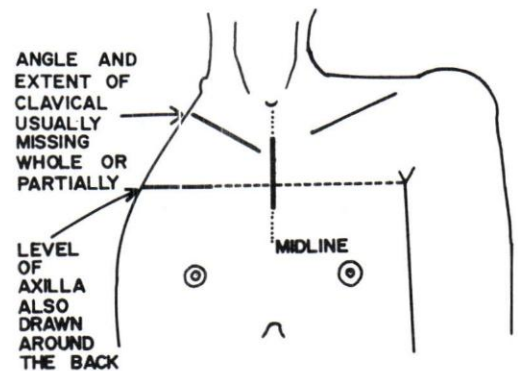 ANGLE AND
EXTENT OF
CLAVICAL
USUALLY
MISSING
WHOLE OR
PARTIALLY
LEVEL
OF
AXILLA
ALSO
DRAWN
AROUND
THE BACK
MIDLINE